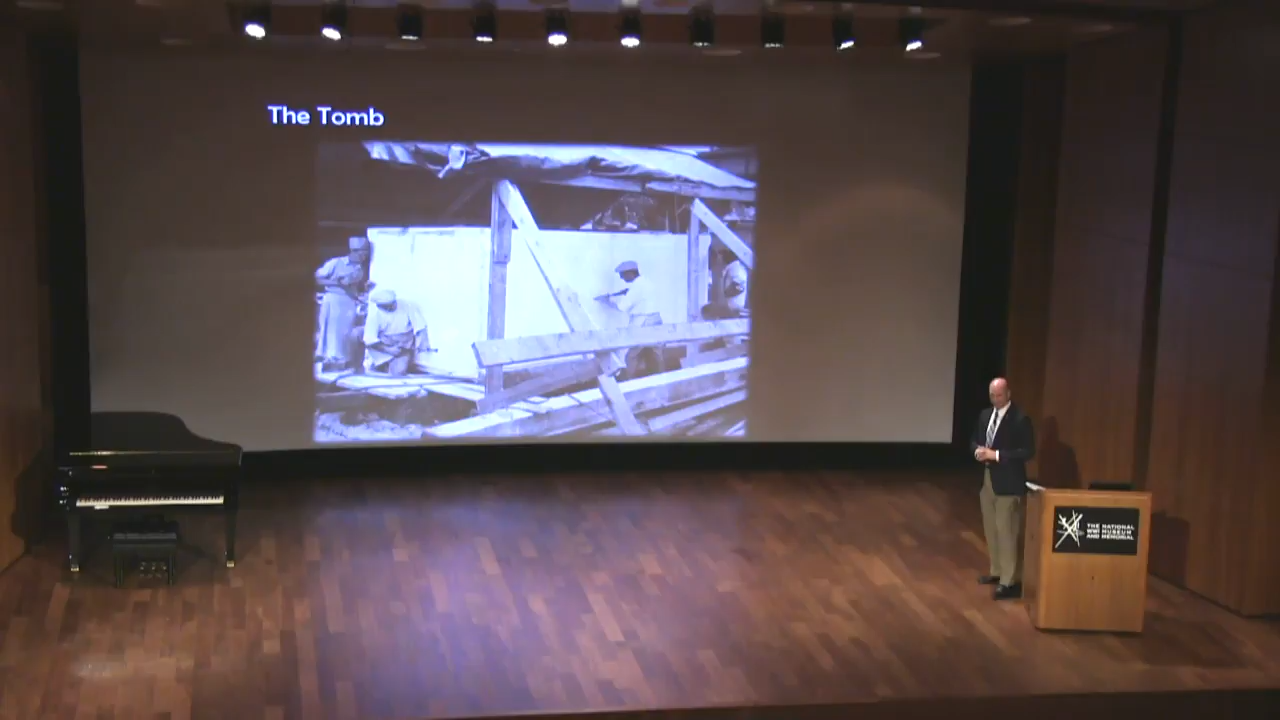 The Tomb
THE NATIONAL
WWI MUSEUM
AND MEMORIAL